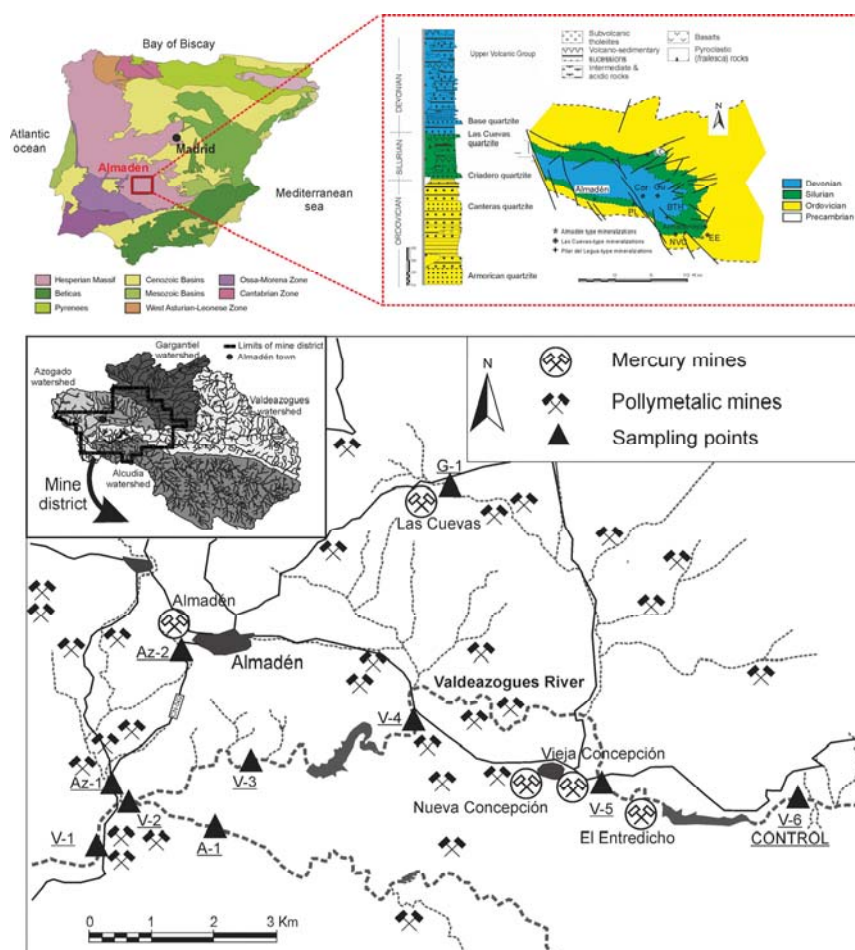 Bay of Biscay
Atlantic
ocean
Madrid
Almadén
Mediterranean
sea
Hesperian Massif
Beticas
Pyrenees
Cenozoic Basins
Mesozoic Basins
West Asturian-Leonese Zone
Ossa-Morena Zone
Cantabrian Zone
DEVONIAN
SILURIAN
ORDOVICIAN
Upper Volcanic Group
Base quartzite
Las Cuevas
quartzite
Criadero quartzite
Canteras quartzite
Armorican quartzite
Subvolcanic
tholeiites
Volcano-sedimentary
sucessions
Intermediate &
acidic rocks
Basalts
Pyroclastic
(frailesca) rocks
N
Almadén
Cor
BTH
NVC
EE
Almadén type mineralizations
Las Cuevas-type mineralizations
Devonian
Silurian
Ordovician
Precambrian
Gargantiel
watershed
Limits of mine district
Almadén town
Azogado
watershed
Valdeazogues
watershed
Alcudia
watershed
Mine
district
N
Mercury mines
Pollymetalic mines
Sampling points
G-1
Las Cuevas
Almadén
Az-2
Almadén
Valdeazogues River
V-4
V-3
Vieja Concepción
Az-1
V-2
Nueva Concepción
V-5
V-6
V-1
A-1
El Entredicho
CONTROL
0 1 2 3 Km